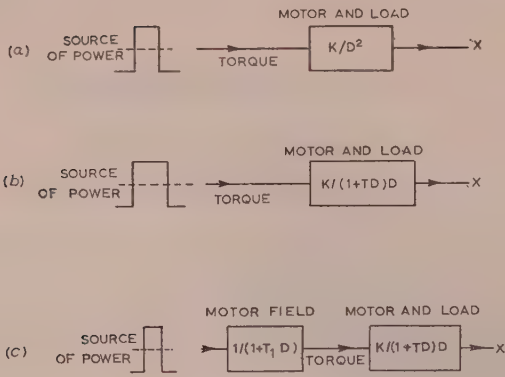 (a)
SOURCE
OF POWER
TORQUE
MOTOR AND LOAD
K/D²
X
(b)
SOURCE
OF POWER
TORQUE
MOTOR AND LOAD
K/(1+TD)D
X
(c)
SOURCE
OF POWER
MOTOR FIELD
1/(1+T₁ D)
TORQUE
MOTOR AND LOAD
K/(1+TD)D
X